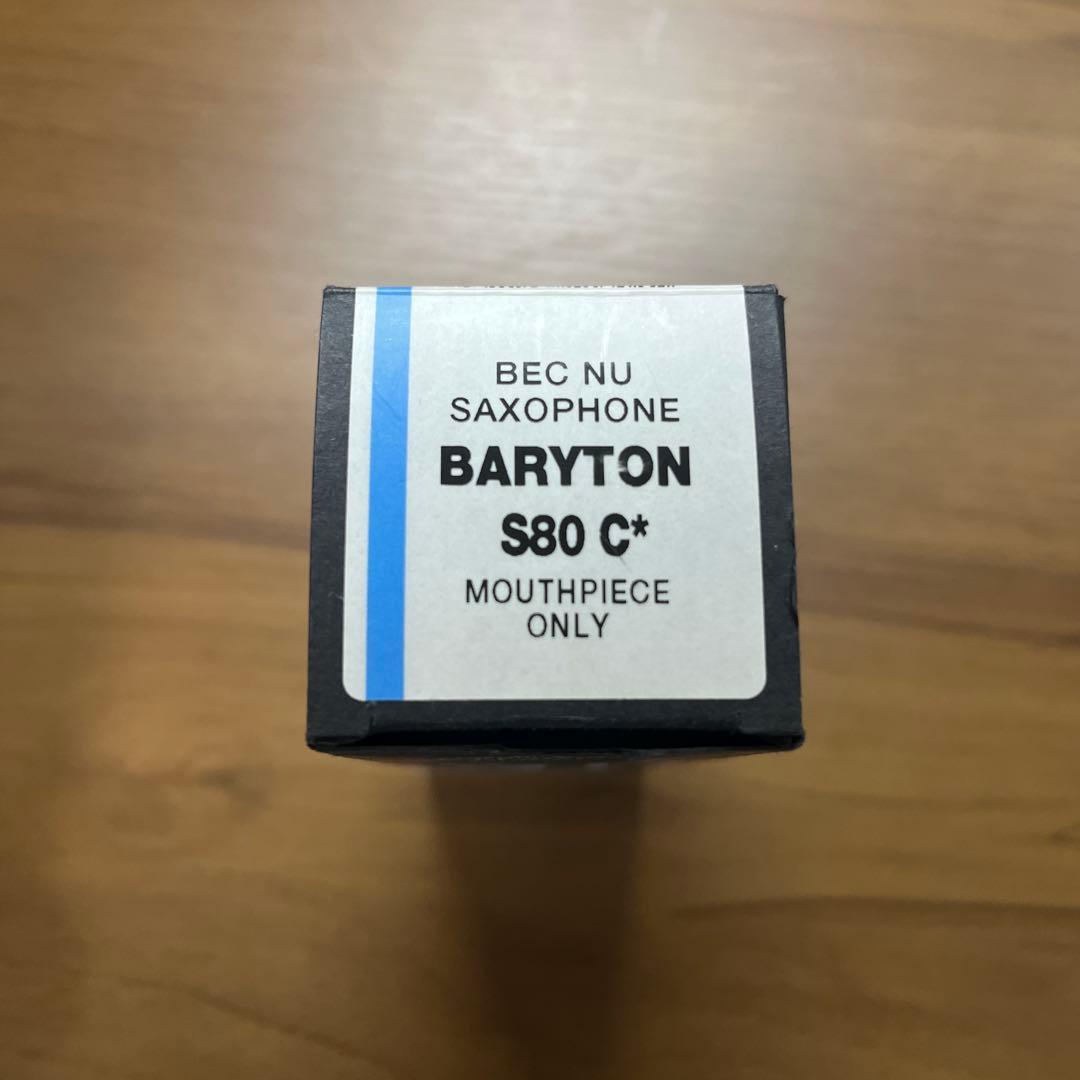 BEC NU
SAXOPHONE
BARYTON
S80 C*
MOUTHPIECE
ONLY